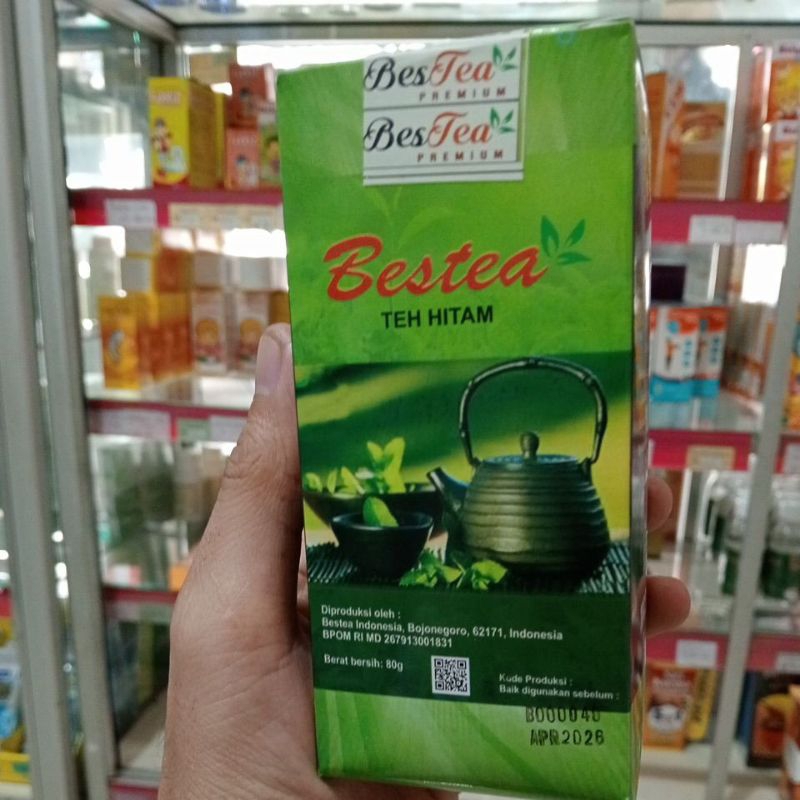 BesTea
PREMIUM
BesTea
PREMIUM
Bestea
TEH HITAM
Diproduksi oleh :
Bestea Indonesia, Bojonegoro, 62171, Indonesia
BPOM RI MD 267913001831
Berat bersih: 80g
Kode Produksi :
Baik digunakan sebelum :
B000040
APR2026